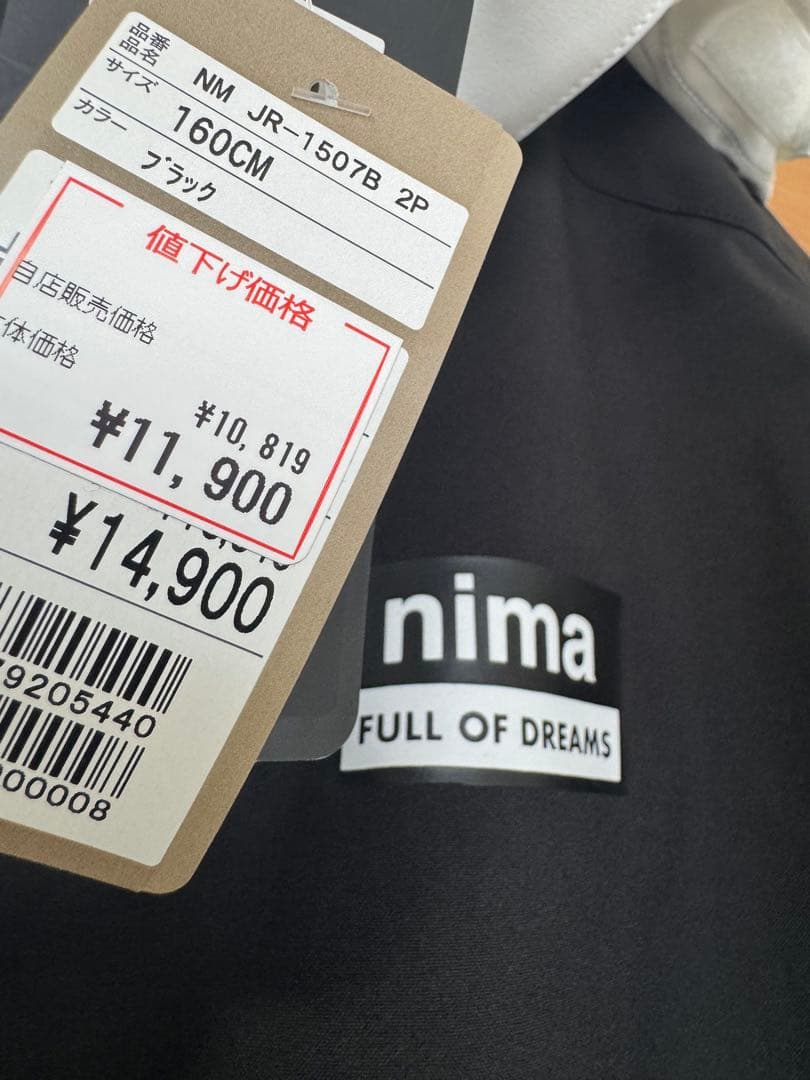 品番
品名
NM JR-1507B 2P
サイズ
160CM
カラー
ブラック
値下げ価格
自店販売価格
体価格
¥10,819
¥11,900
¥14,900
9205440
00008
nima
FULL OF DREAMS